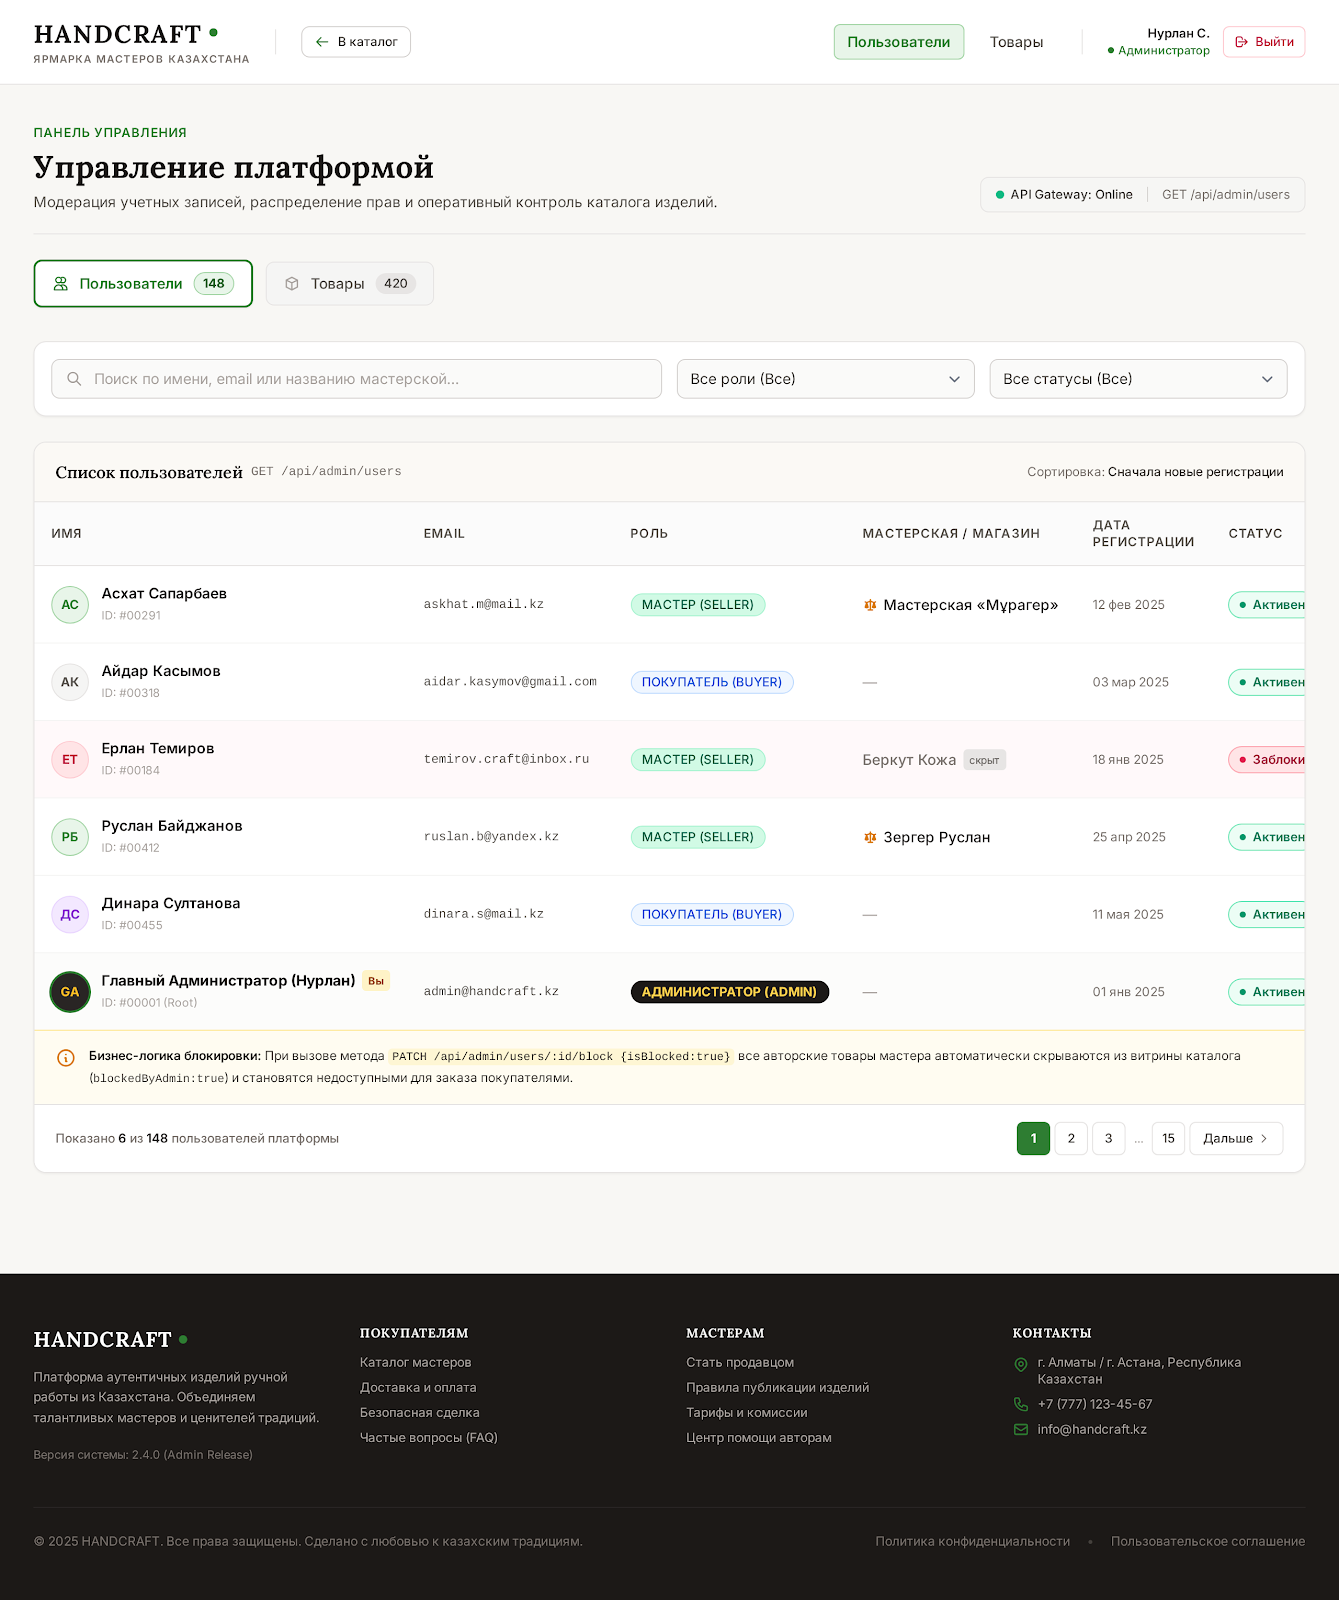 HANDCRAFT
ЯРМАРКА МАСТЕРОВ КАЗАХСТАНА
В каталог
Пользователи
Товары
Нурлан С.
Администратор
Выйти
ПАНЕЛЬ УПРАВЛЕНИЯ
Управление платформой
Модерация учетных записей, распределение прав и оперативный контроль каталога изделий.
API Gateway: Online
GET /api/admin/users
Пользователи 148
Товары 420
Поиск по имени, email или названию мастерской...
Все роли (Все)
Все статусы (Все)
Список пользователей GET /api/admin/users
Сортировка: Сначала новые регистрации
ИМЯ EMAIL РОЛЬ МАСТЕРСКАЯ / МАГАЗИН ДАТА РЕГИСТРАЦИИ СТАТУС
АС Асхат Сапарбаев askhat.m@mail.kz МАСТЕР (SELLER) Мастерская «Мұрагер» 12 фев 2025 Активен
ID: #00291
АК Айдар Касымов aidar.kasymov@gmail.com ПОКУПАТЕЛЬ (BUYER) — 03 мар 2025 Активен
ID: #00318
ЕТ Ерлан Темиров temirov.craft@inbox.ru МАСТЕР (SELLER) Беркут Кожа скрыт 18 янв 2025 Заблоки
ID: #00184
РБ Руслан Байджанов ruslan.b@yandex.kz МАСТЕР (SELLER) Зергер Руслан 25 апр 2025 Активен
ID: #00412
ДС Динара Султанова dinara.s@mail.kz ПОКУПАТЕЛЬ (BUYER) — 11 мая 2025 Активен
ID: #00455
GA Главный Администратор (Нурлан) Вы admin@handcraft.kz АДМИНИСТРАТОР (ADMIN) — 01 янв 2025 Активен
ID: #00001 (Root)
Бизнес-логика блокировки: При вызове метода PATCH /api/admin/users/:id/block {isBlocked:true} все авторские товары мастера автоматически скрываются из витрины каталога
(blockedByAdmin:true) и становятся недоступными для заказа покупателями.
Показано 6 из 148 пользователей платформы
1 2 3 ... 15 Дальше
HANDCRAFT
Платформа аутентичных изделий ручной
работы из Казахстана. Объединяем
талантливых мастеров и ценителей традиций.
Версия системы: 2.4.0 (Admin Release)
ПОКУПАТЕЛЯМ
Каталог мастеров
Доставка и оплата
Безопасная сделка
Частые вопросы (FAQ)
МАСТЕРАМ
Стать продавцом
Правила публикации изделий
Тарифы и комиссии
Центр помощи авторам
КОНТАКТЫ
г. Алматы / г. Астана, Республика
Казахстан
+7 (777) 123-45-67
info@handcraft.kz
© 2025 HANDCRAFT. Все права защищены. Сделано с любовью к казахским традициям.
Политика конфиденциальности • Пользовательское соглашение